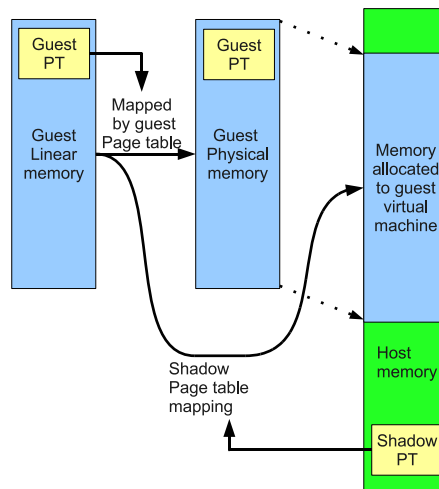 Guest
PT
Mapped
by guest
Page table
Guest
Linear
memory
Guest
PT
Guest
Physical
memory
Memory
allocated
to guest
virtual
machine
Shadow
Page table
mapping
Host
memory
Shadow
PT